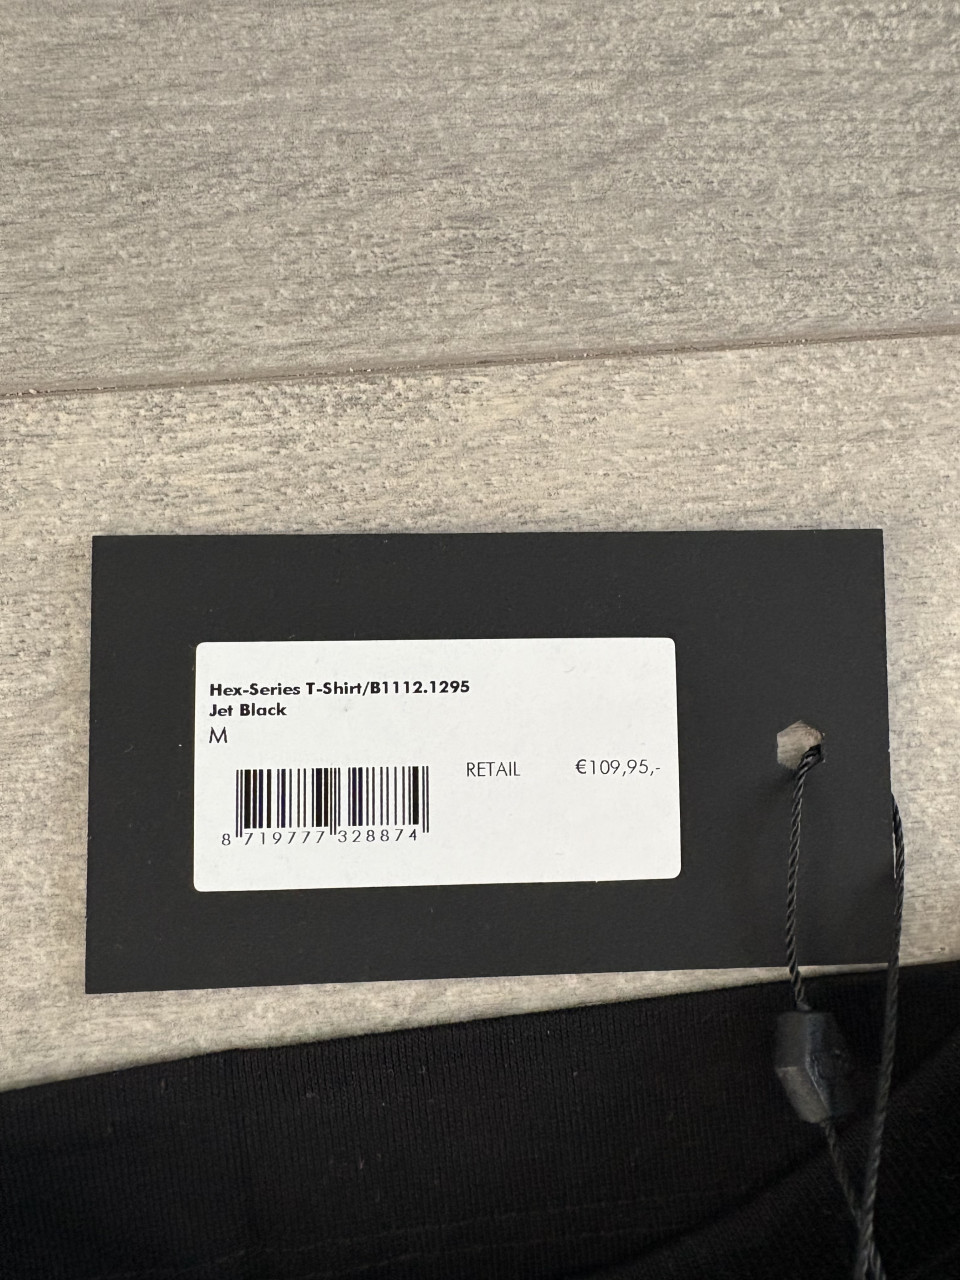 Hex-Series T-Shirt/B1112.1295
Jet Black
M
RETAIL €109,95,-
8 719777 328874